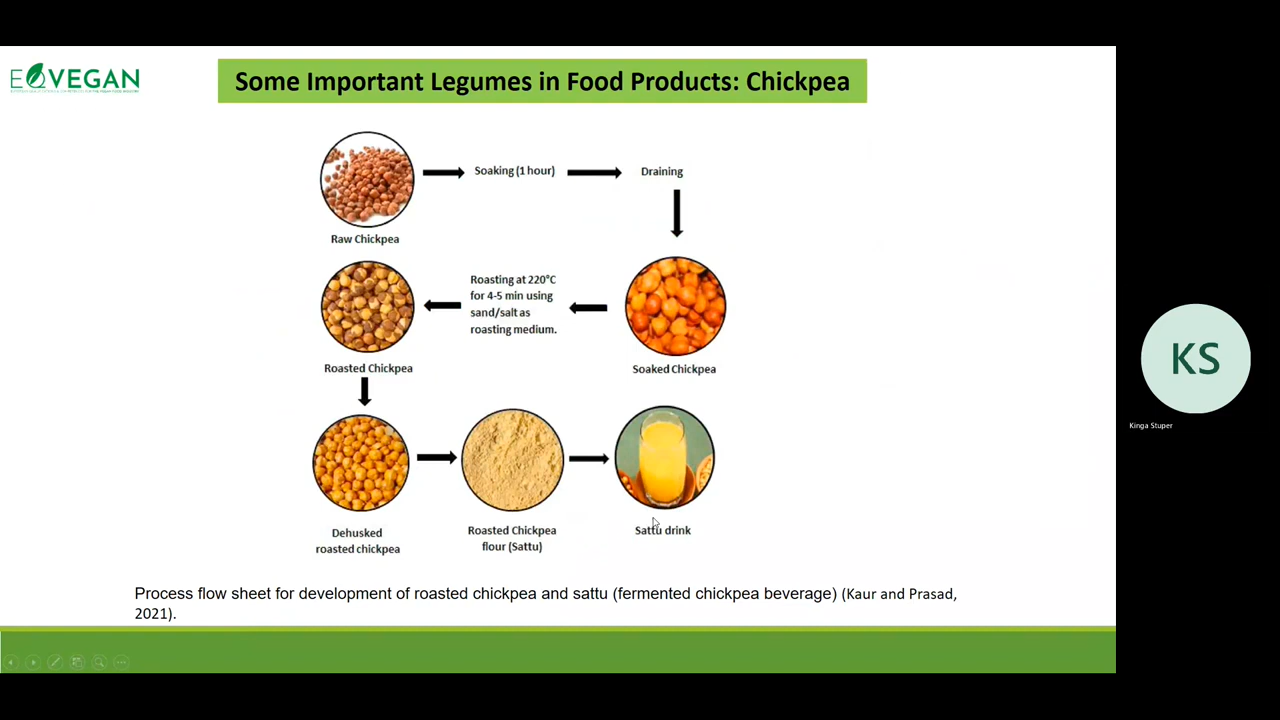 EQVEGAN
Some Important Legumes in Food Products: Chickpea
Soaking (1 hour)
Draining
Raw Chickpea
Roasting at 220°C
for 4-5 min using
sand/salt as
roasting medium.
Roasted Chickpea
Soaked Chickpea
Dehusked
roasted chickpea
Roasted Chickpea
flour (Sattu)
Sattu drink
Process flow sheet for development of roasted chickpea and sattu (fermented chickpea beverage) (Kaur and Prasad,
2021).
KS
Kinga Stuper